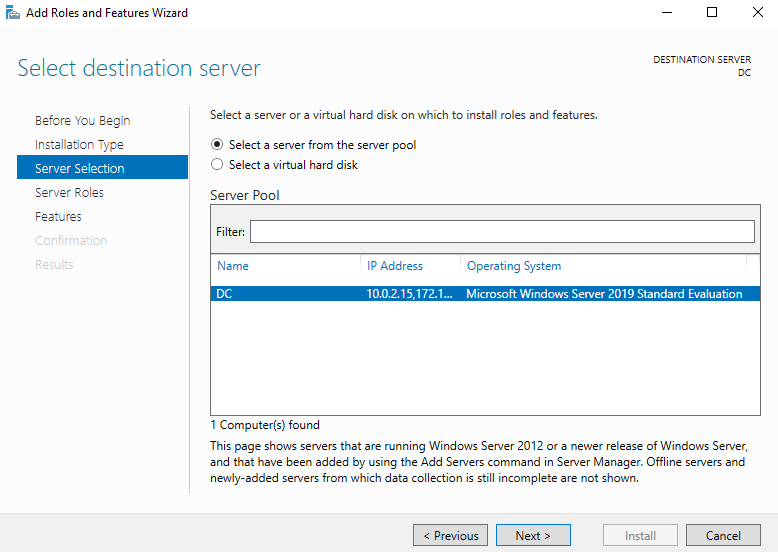 Add Roles and Features Wizard
Select destination server
DESTINATION SERVER
DC
Before You Begin
Installation Type
Server Selection
Server Roles
Features
Confirmation
Results
Select a server or a virtual hard disk on which to install roles and features.
Select a server from the server pool
Select a virtual hard disk
Server Pool
Filter:
Name IP Address Operating System
DC 10.0.2.15,172.1... Microsoft Windows Server 2019 Standard Evaluation
1 Computer(s) found
This page shows servers that are running Windows Server 2012 or a newer release of Windows Server,
and that have been added by using the Add Servers command in Server Manager. Offline servers and
newly-added servers from which data collection is still incomplete are not shown.
< Previous Next > Install Cancel